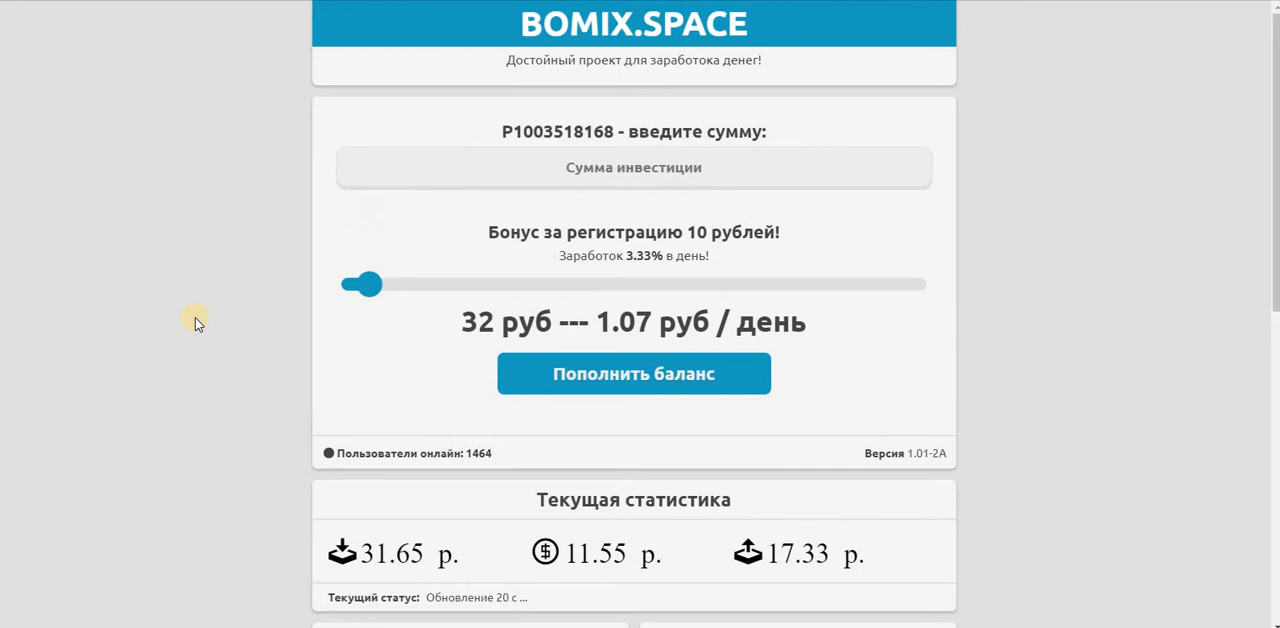 BOMIX.SPACE
Достойный проект для заработока денег!
P1003518168 - введите сумму:
Сумма инвестиции
Бонус за регистрацию 10 рублей!
Заработок 3.33% в день!
32 руб --- 1.07 руб / день
Пополнить баланс
Пользователи онлайн: 1464
Версия 1.01-2A
Текущая статистика
31.65 р. 11.55 р. 17.33 р.
Текущий статус: Обновление 20 с ...